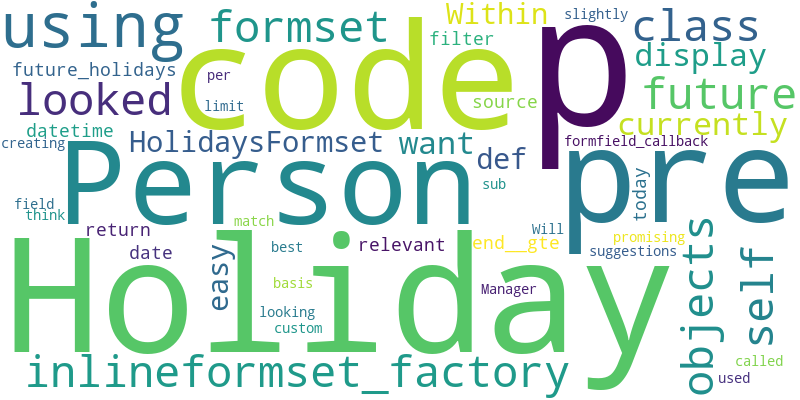 using
formset
code
p
Within
slightly
class
filter
display
future_holidays
per
looked
limit
source
future
datetime
currently
creating
HolidaysFormset
want
def
formfield_callback
Person
pre
sub
today
field
think
return
match
Will
date
easy
best
relevant
end__gte
promising
suggestions
objects
self
Holiday
basis
Manager
looking
custom
inlineformset_factory
called
used